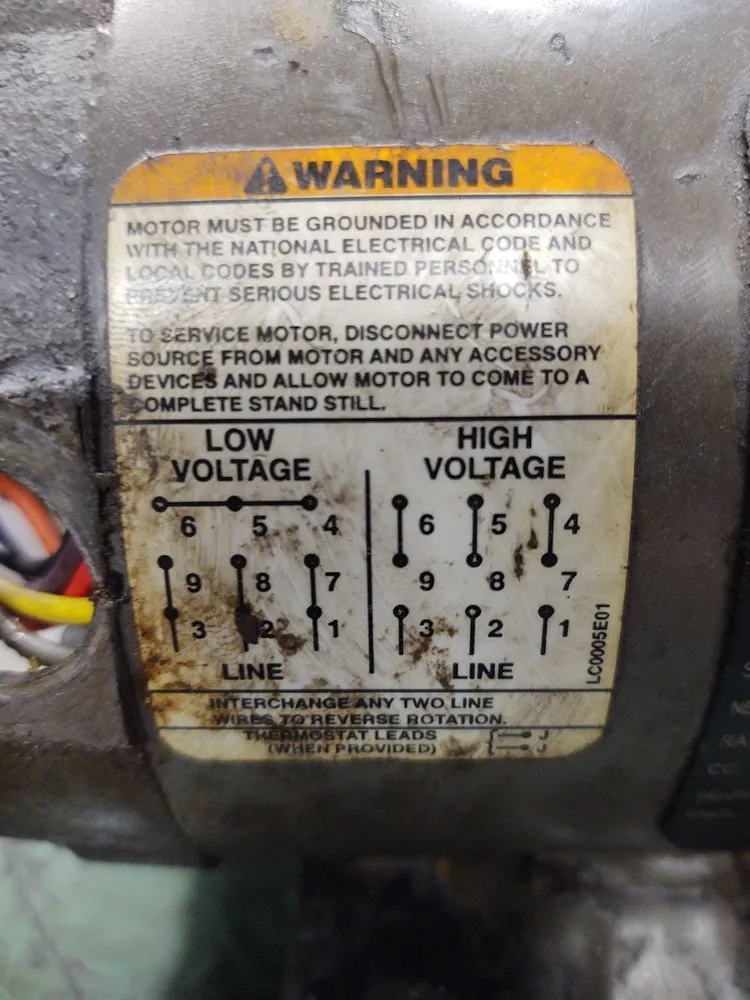 WARNING
MOTOR MUST BE GROUNDED IN ACCORDANCE
WITH THE NATIONAL ELECTRICAL CODE AND
LOCAL CODES BY TRAINED PERSONNEL TO
PREVENT SERIOUS ELECTRICAL SHOCKS.
TO SERVICE MOTOR, DISCONNECT POWER
SOURCE FROM MOTOR AND ANY ACCESSORY
DEVICES AND ALLOW MOTOR TO COME TO A
COMPLETE STAND STILL.
LOW
VOLTAGE
6 5 4
9 8 7
3 2 1
LINE
HIGH
VOLTAGE
6 5 4
9 8 7
3 2 1
LINE
LC0005E01
INTERCHANGE ANY TWO LINE
WIRES TO REVERSE ROTATION.
THERMOSTAT LEADS
(WHEN PROVIDED)
J
J